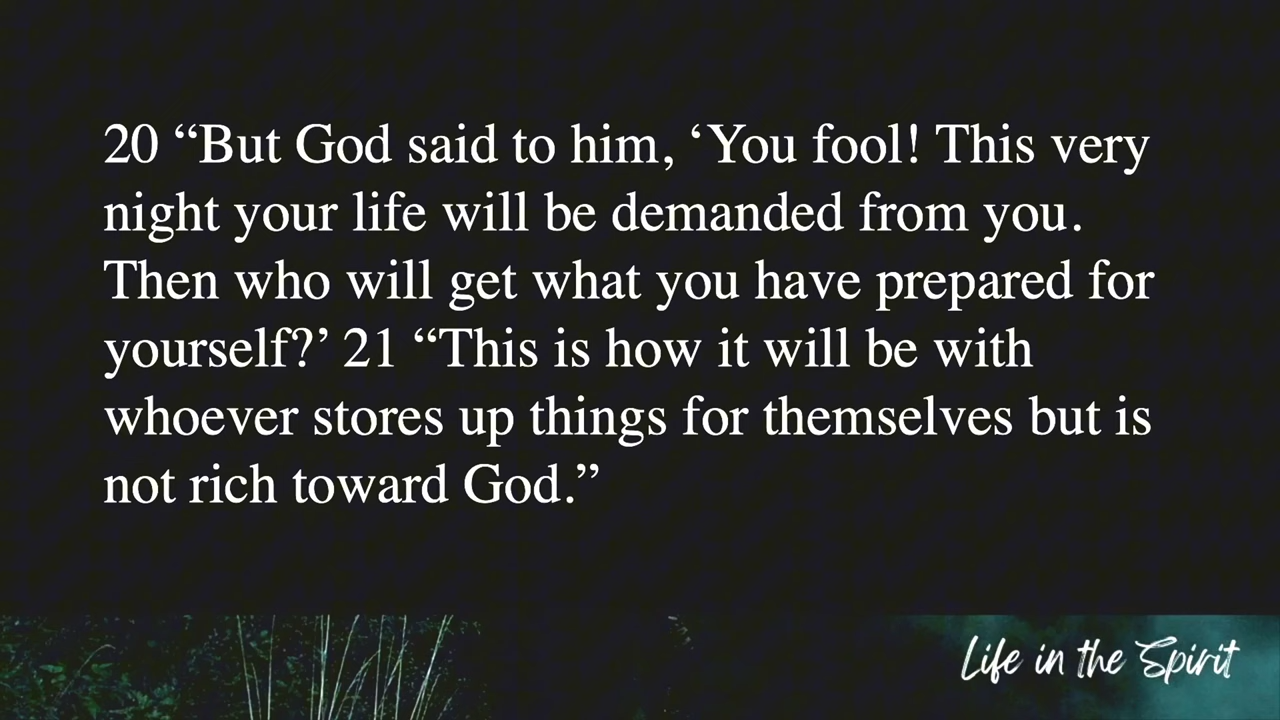 20 “But God said to him, ‘You fool! This very
night your life will be demanded from you.
Then who will get what you have prepared for
yourself?’ 21 “This is how it will be with
whoever stores up things for themselves but is
not rich toward God.”
Life in the Spirit